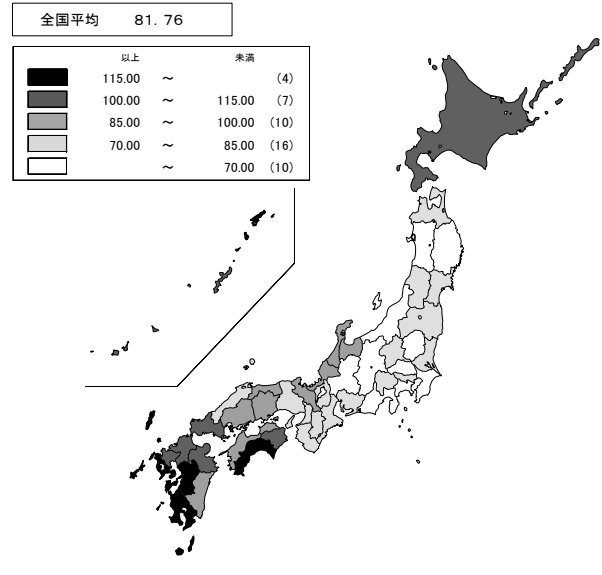 全国平均 81.76
以上 未満
115.00 ～ (4)
100.00 ～ 115.00 (7)
85.00 ～ 100.00 (10)
70.00 ～ 85.00 (16)
～ 70.00 (10)